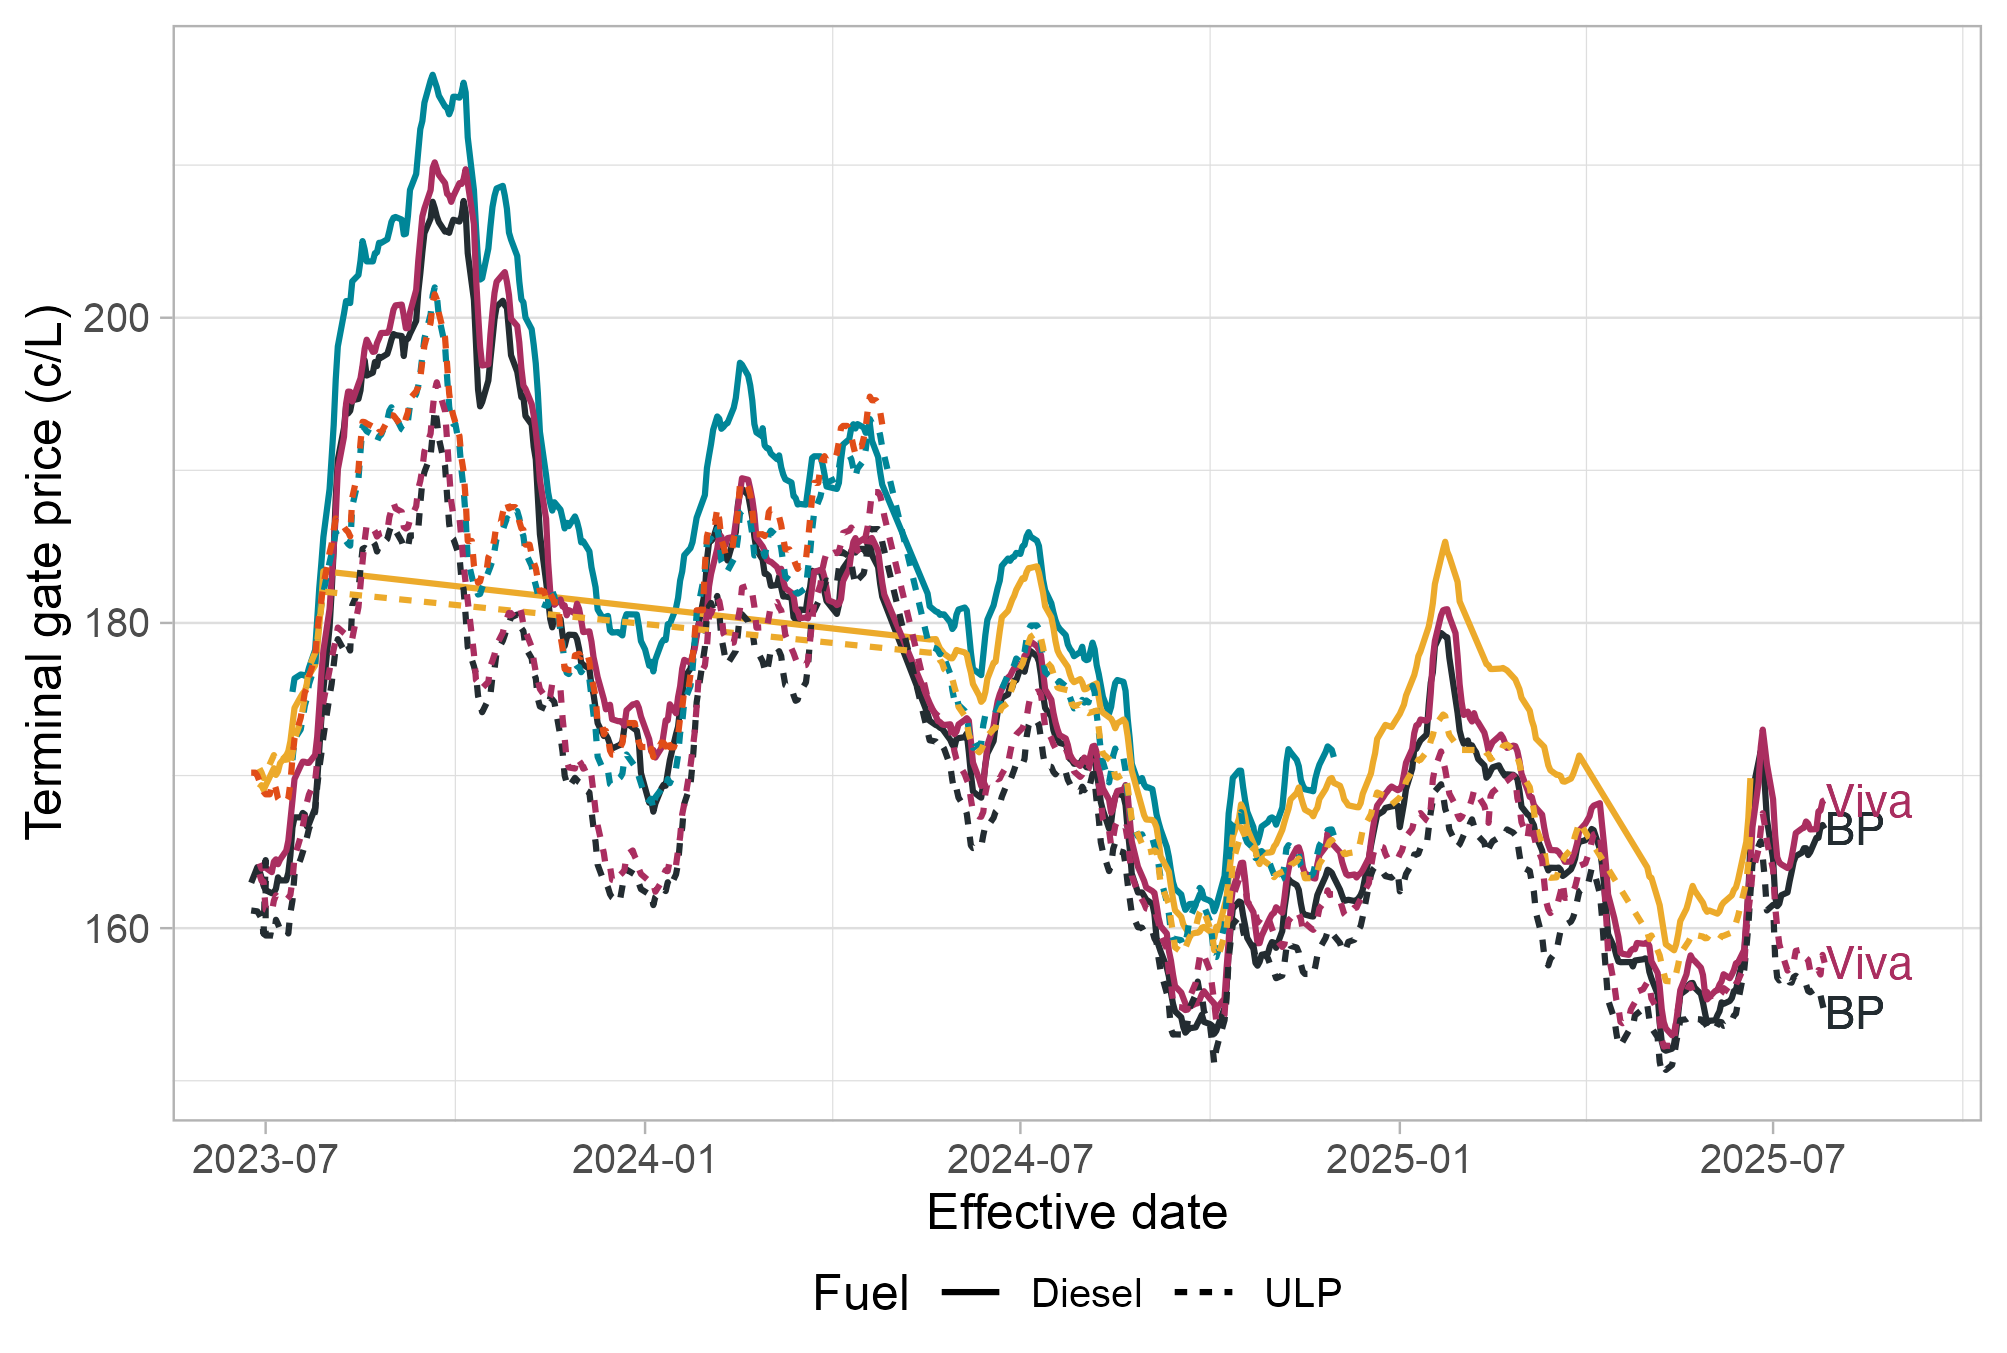 Terminal gate price (c/L)
200
180
160
Viva
BP
Viva
BP
2023-07
2024-01
2024-07
2025-01
2025-07
Effective date
Fuel
Diesel
ULP